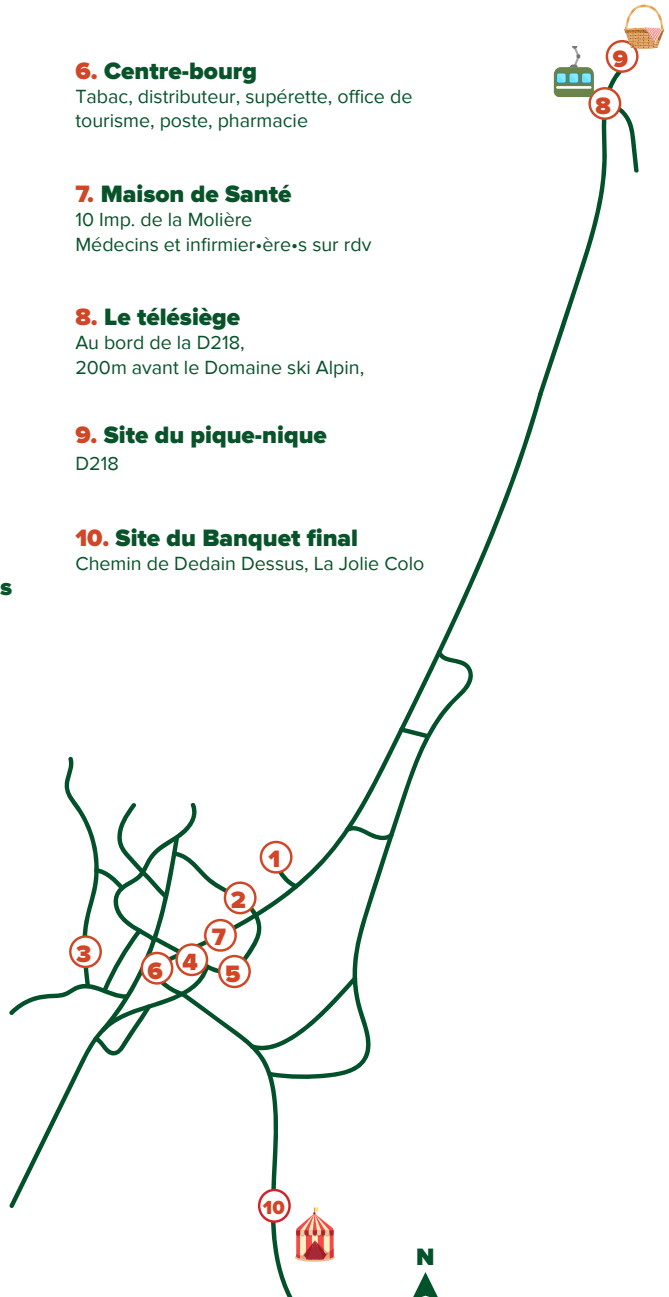 6. Centre-bourg
Tabac, distributeur, supérette, office de
tourisme, poste, pharmacie
7. Maison de Santé
10 Imp. de la Molière
Médecins et infirmier•ère•s sur rdv
8. Le télésiège
Au bord de la D218,
200m avant le Domaine ski Alpin,
9. Site du pique-nique
D218
10. Site du Banquet final
Chemin de Dedain Dessus, La Jolie Colo
s
9
8
1
2
7
3
4
6
5
10
N